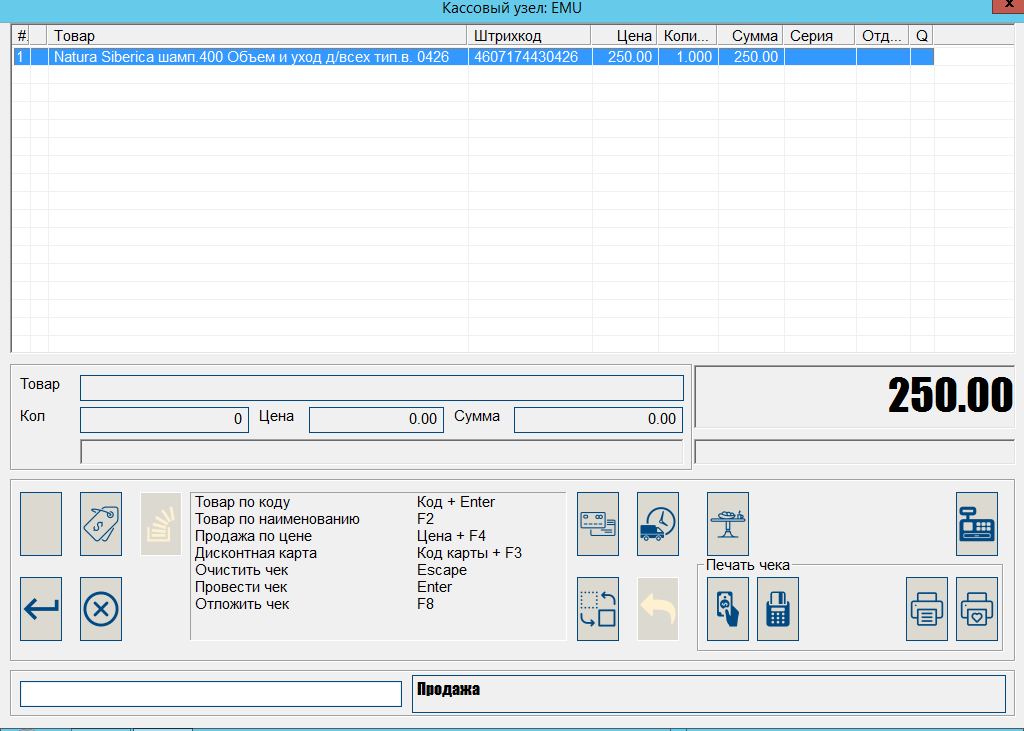 Кассовый узел: EMU
x
#. Товар Штрихкод Цена Коли... Сумма Серия Отд... Q
1 Natura Siberica шамп.400 Объем и уход д/всех тип.в. 0426 4607174430426 250.00 1.000 250.00
Товар
250.00
Кол 0 Цена 0.00 Сумма 0.00
Товар по коду Код + Enter
Товар по наименованию F2
Продажа по цене Цена + F4
Дисконтная карта Код карты + F3
Очистить чек Escape
Провести чек Enter
Отложить чек F8
Печать чека
Продажа